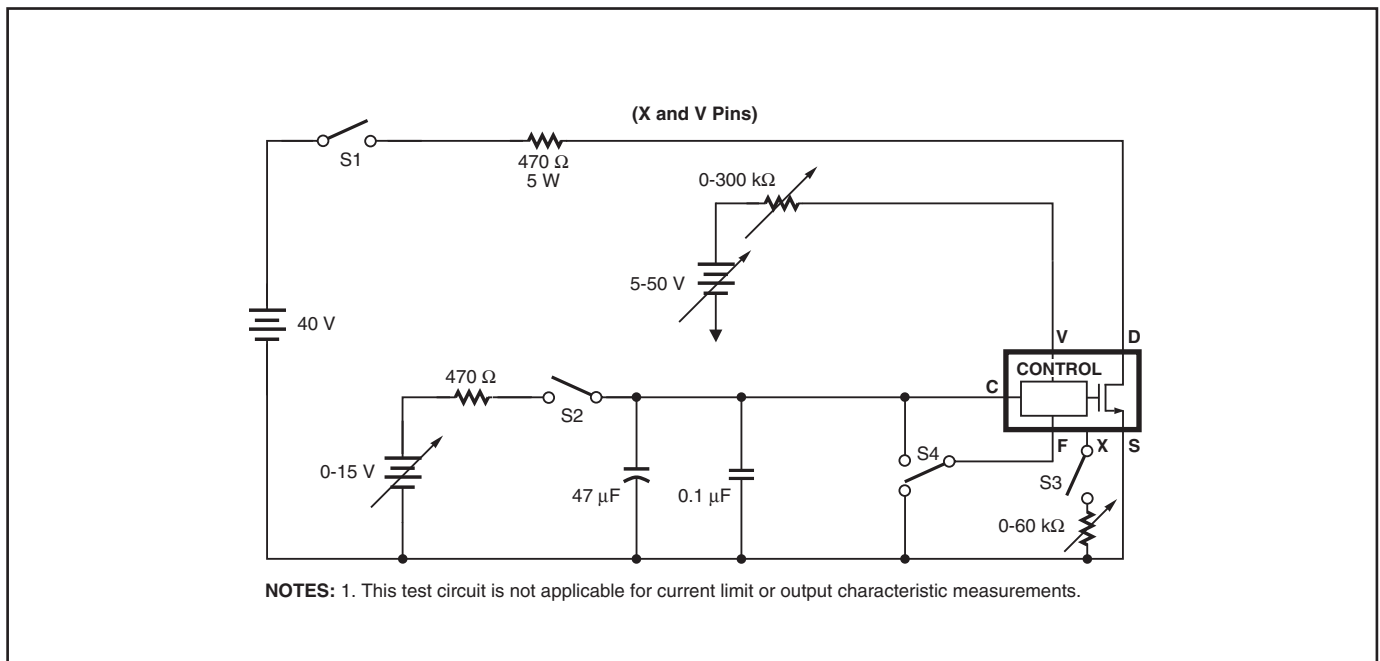 (X and V Pins)
S1
470 Ω
5 W
0-300 kΩ
5-50 V
40 V
V
D
CONTROL
C
470 Ω
S2
F
X
S
S4
S3
0-15 V
47 μF
0.1 μF
0-60 kΩ
NOTES: 1. This test circuit is not applicable for current limit or output characteristic measurements.